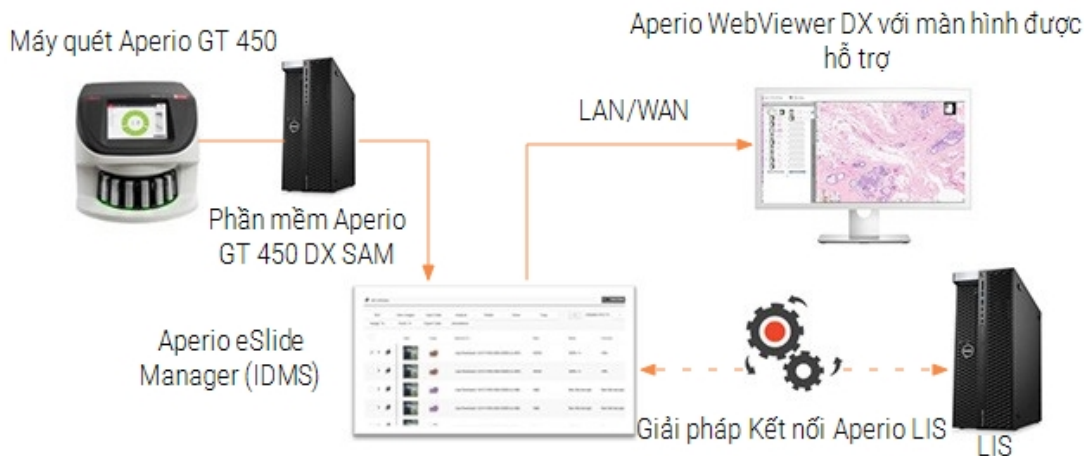 Máy quét Aperio GT 450
Aperio WebViewer DX với màn hình được
hỗ trợ
LAN/WAN
Phần mềm Aperio
GT 450 DX SAM
Aperio eSlide
Manager (IDMS)
Giải pháp Kết nối Aperio LIS
LIS